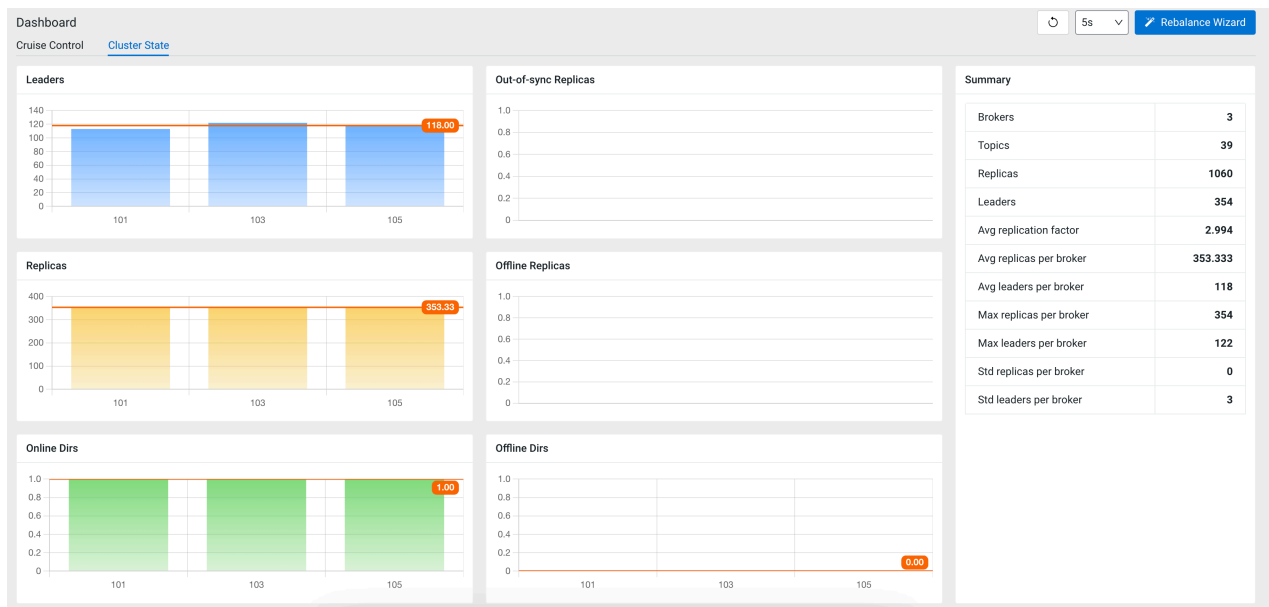 Dashboard
5s
Rebalance Wizard
Cruise Control Cluster State
Leaders
140
120
100
80
60
40
20
0
118.00
101 103 105
Out-of-sync Replicas
1.0
0.8
0.6
0.4
0.2
0
Replicas
400
300
200
100
0
353.33
101 103 105
Offline Replicas
1.0
0.8
0.6
0.4
0.2
0
Online Dirs
1.0
0.8
0.6
0.4
0.2
0
1.00
101 103 105
Offline Dirs
1.0
0.8
0.6
0.4
0.2
0
0.00
101 103 105
Summary
Brokers 3
Topics 39
Replicas 1060
Leaders 354
Avg replication factor 2.994
Avg replicas per broker 353.333
Avg leaders per broker 118
Max replicas per broker 354
Max leaders per broker 122
Std replicas per broker 0
Std leaders per broker 3